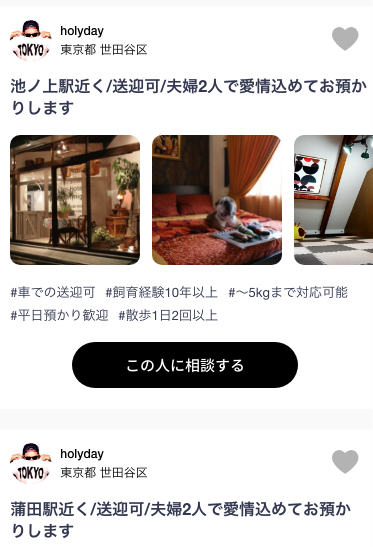 holyday
東京都 世田谷区
TOKYO
池ノ上駅近く/送迎可/夫婦2人で愛情込めてお預か
りします
#車での送迎可 #飼育経験10年以上 #〜5kgまで対応可能
#平日預かり歓迎 #散歩1日2回以上
この人に相談する
holyday
東京都 世田谷区
TOKYO
蒲田駅近く/送迎可/夫婦2人で愛情込めてお預か
りします